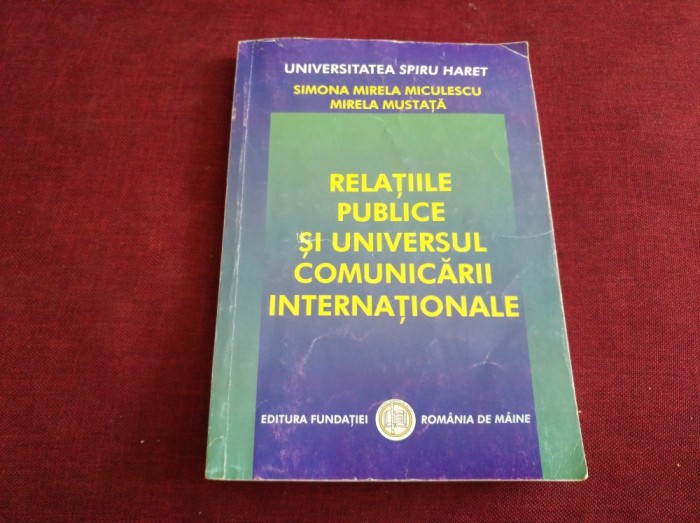 UNIVERSITATEA SPIRU HARET
SIMONA MIRELA MICULESCU
MIRELA MUSTAȚĂ
RELAȚIILE
PUBLICE
ȘI UNIVERSUL
COMUNICĂRII
INTERNAȚIONALE
EDITURA FUNDAȚIEI ROMÂNIA DE MÂINE